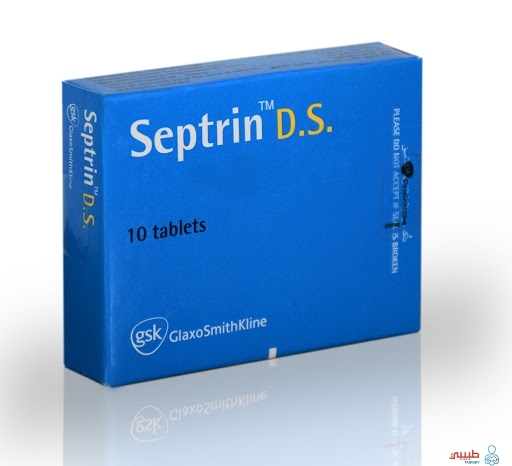 Septrin™ D.S.
10 tablets
gsk GlaxoSmithKline
Septrin™ D.S.
gsk GlaxoSmithKline
PLEASE DO NOT ACCEPT IF SEAL IS BROKEN
طبيبي